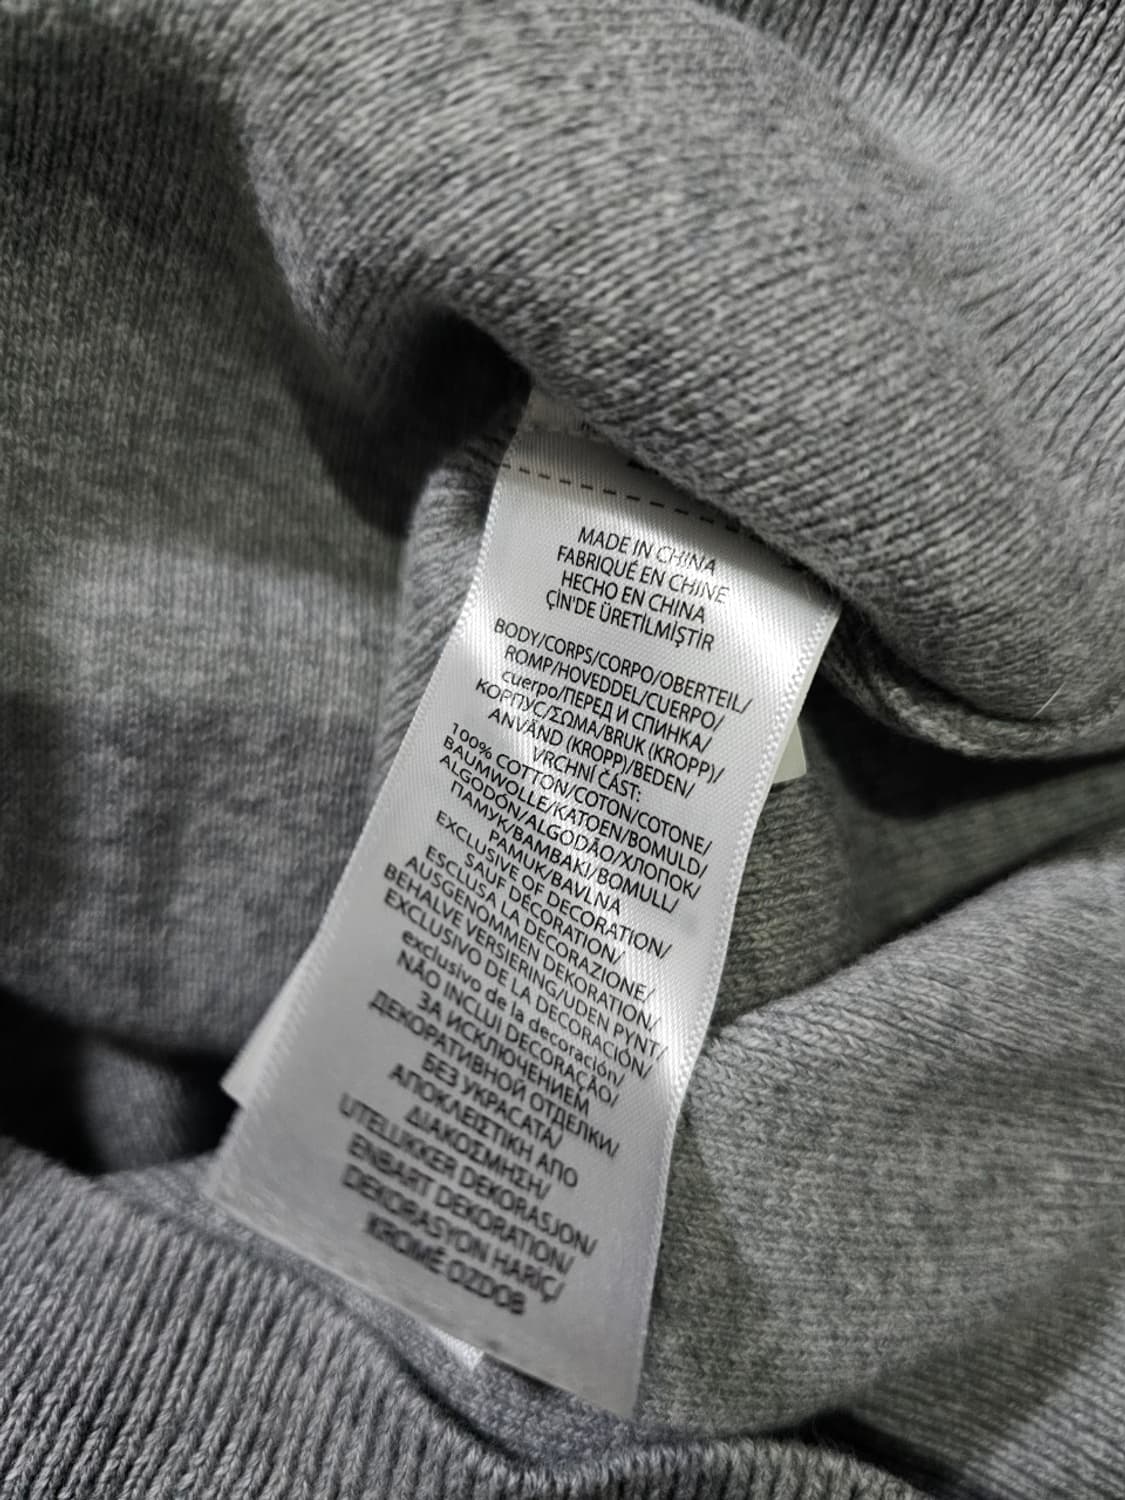 MADE IN CHINA
FABRIQUÉ EN CHINE
HECHO EN CHINA
ÇİN'DE ÜRETİLMİŞTİR
BODY/CORPS/CORPO/OBERTEIL/
ROMP/HOVEDDEL/CUERPO/
cuerpo/ПЕРЕД И СПИНКА/
КОРПУС/ΣΩΜΑ/BRUK (KROPP)/
ANVÄND (KROPP)/BEDEN/
VRCHNÍ ČÁST:
100% COTTON/COTON/COTONE/
BAUMWOLLE/KATOEN/BOMULD/
ALGODÓN/ALGODÃO/ХЛОПОК/
ПАМУК/BAMBAKI/BOMULL/
PAMUK/BAVLNA
EXCLUSIVE OF DECORATION/
SAUF DÉCORATION/
ESCLUSA LA DECORAZIONE/
AUSGENOMMEN DEKORATION/
BEHALVE VERSIERING/UDEN PYNT/
EXCLUSIVO DE LA DECORACIÓN/
exclusivo de la decoración/
NÃO INCLUI DECORAÇÃO/
ЗА ИСКЛЮЧЕНИЕМ
ДЕКОРАТИВНОЙ ОТДЕЛКИ/
БЕЗ УКРАСАТА/
ΑΠΟΚΛΕΙΣΤΙΚΗ ΑΠΟ
ΔΙΑΚΟΣΜΗΣΗ/
UTELUKKER DEKORASJON/
ENBART DEKORATION/
DEKORASYON HARİÇ/
KROMĚ OZDOB